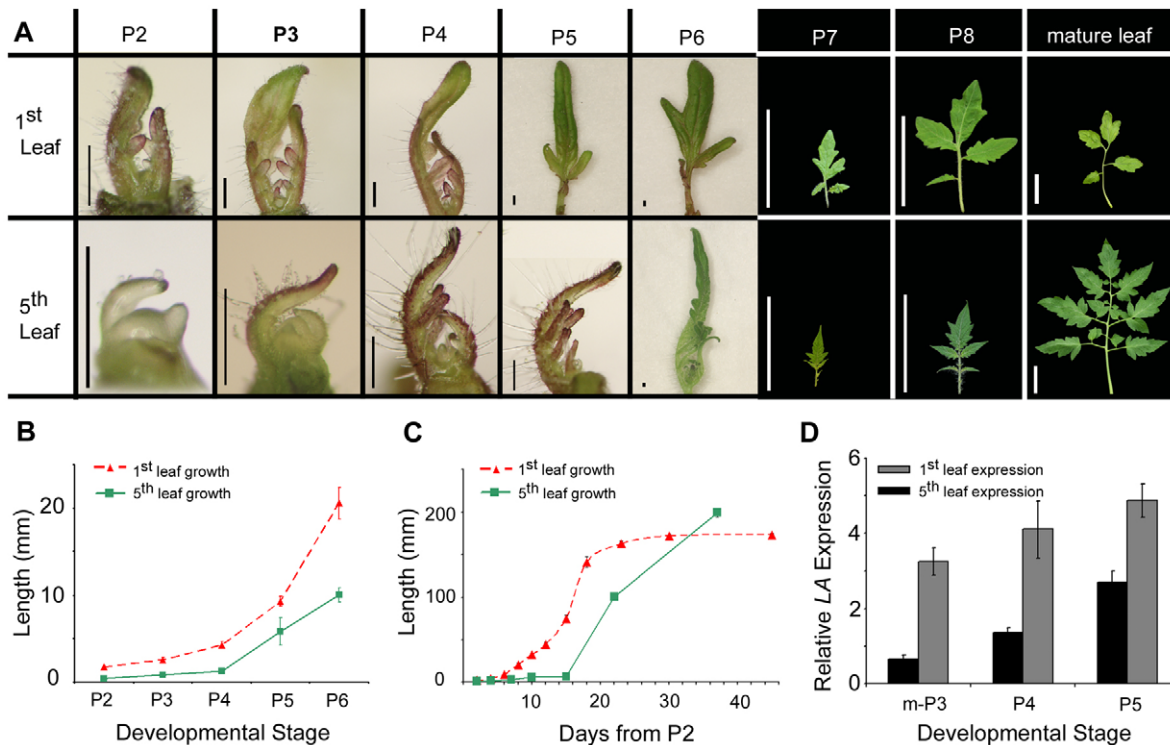 A P2 P3 P4 P5 P6 P7 P8 mature leaf
1st
Leaf
5th
Leaf
B
1st leaf growth
5th leaf growth
20
10
0
Length (mm)
P2 P3 P4 P5 P6
Developmental Stage
C
1st leaf growth
5th leaf growth
200
100
0
Length (mm)
0 10 20 30 40
Days from P2
D
1st leaf expression
5th leaf expression
6
4
2
0
Relative LA Expression
m-P3 P4 P5
Developmental Stage